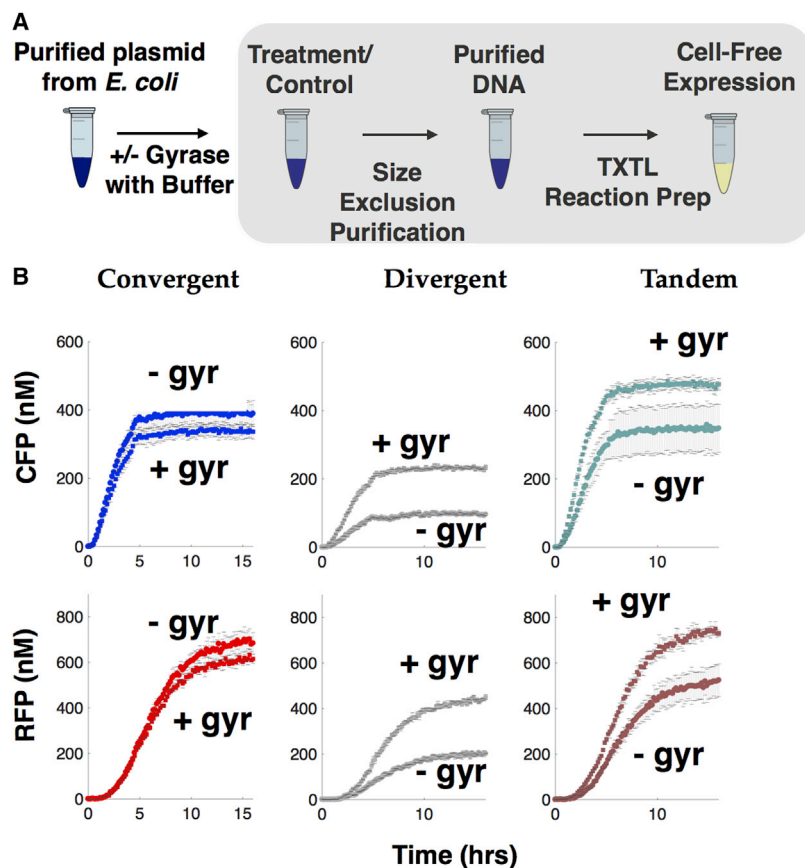 A
Purified plasmid
from E. coli
+/- Gyrase
with Buffer
Treatment/
Control
Size
Exclusion
Purification
Purified
DNA
TXTL
Reaction Prep
Cell-Free
Expression
B
Convergent
Divergent
Tandem
CFP (nM)
600
400
200
0
- gyr
+ gyr
0
5
10
15
600
400
200
0
+ gyr
- gyr
0
10
600
400
200
0
+ gyr
- gyr
0
10
RFP (nM)
800
600
400
200
0
- gyr
+ gyr
0
5
10
15
800
600
400
200
0
+ gyr
- gyr
0
10
800
600
400
200
0
+ gyr
- gyr
0
10
Time (hrs)